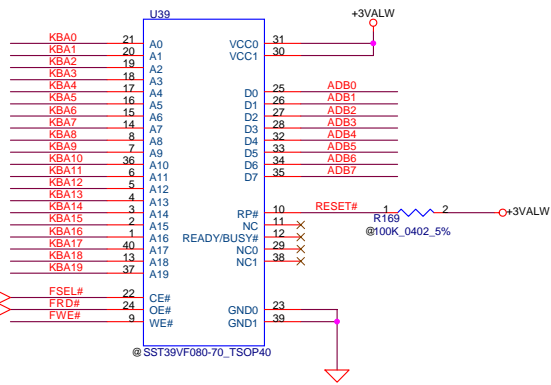 U39
+3VALW
KBA0 21 A0 VCC0 31
KBA1 20 A1 VCC1 30
KBA2 19 A2
KBA3 18 A3
KBA4 17 A4 D0 25 ADB0
KBA5 16 A5 D1 26 ADB1
KBA6 15 A6 D2 27 ADB2
KBA7 14 A7 D3 28 ADB3
KBA8 8 A8 D4 32 ADB4
KBA9 7 A9 D5 33 ADB5
KBA10 36 A10 D6 34 ADB6
KBA11 6 A11 D7 35 ADB7
KBA12 5 A12
KBA13 4 A13
KBA14 3 A14 RP# 10 RESET# 1 2 +3VALW
KBA15 2 A15 NC 11 R169
KBA16 1 A16 READY/BUSY# 12 @100K_0402_5%
KBA17 40 A17 NC0 29
KBA18 13 A18 NC1 38
KBA19 37 A19
FSEL# 22 CE# GND0 23
FRD# 24 OE# GND1 39
FWE# 9 WE#
@SST39VF080-70_TSOP40